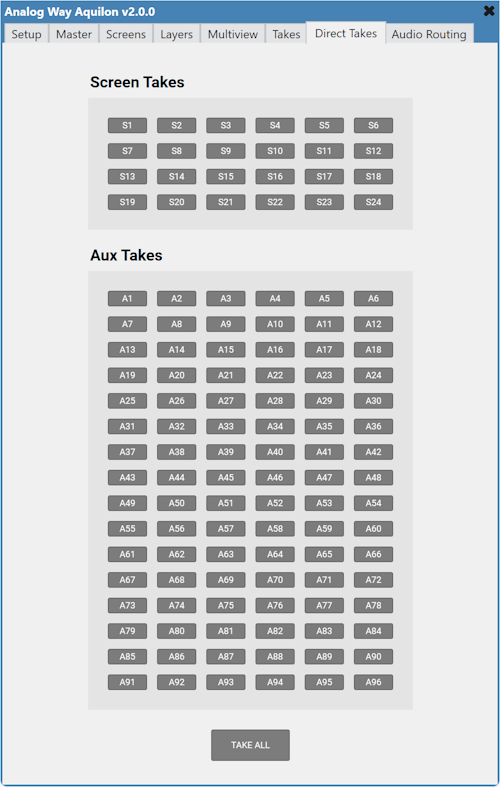 Analog Way Aquilon v2.0.0
Setup Master Screens Layers Multiview Takes Direct Takes Audio Routing
Screen Takes
S1 S2 S3 S4 S5 S6
S7 S8 S9 S10 S11 S12
S13 S14 S15 S16 S17 S18
S19 S20 S21 S22 S23 S24
Aux Takes
A1 A2 A3 A4 A5 A6
A7 A8 A9 A10 A11 A12
A13 A14 A15 A16 A17 A18
A19 A20 A21 A22 A23 A24
A25 A26 A27 A28 A29 A30
A31 A32 A33 A34 A35 A36
A37 A38 A39 A40 A41 A42
A43 A44 A45 A46 A47 A48
A49 A50 A51 A52 A53 A54
A55 A56 A57 A58 A59 A60
A61 A62 A63 A64 A65 A66
A67 A68 A69 A70 A71 A72
A73 A74 A75 A76 A77 A78
A79 A80 A81 A82 A83 A84
A85 A86 A87 A88 A89 A90
A91 A92 A93 A94 A95 A96
TAKE ALL